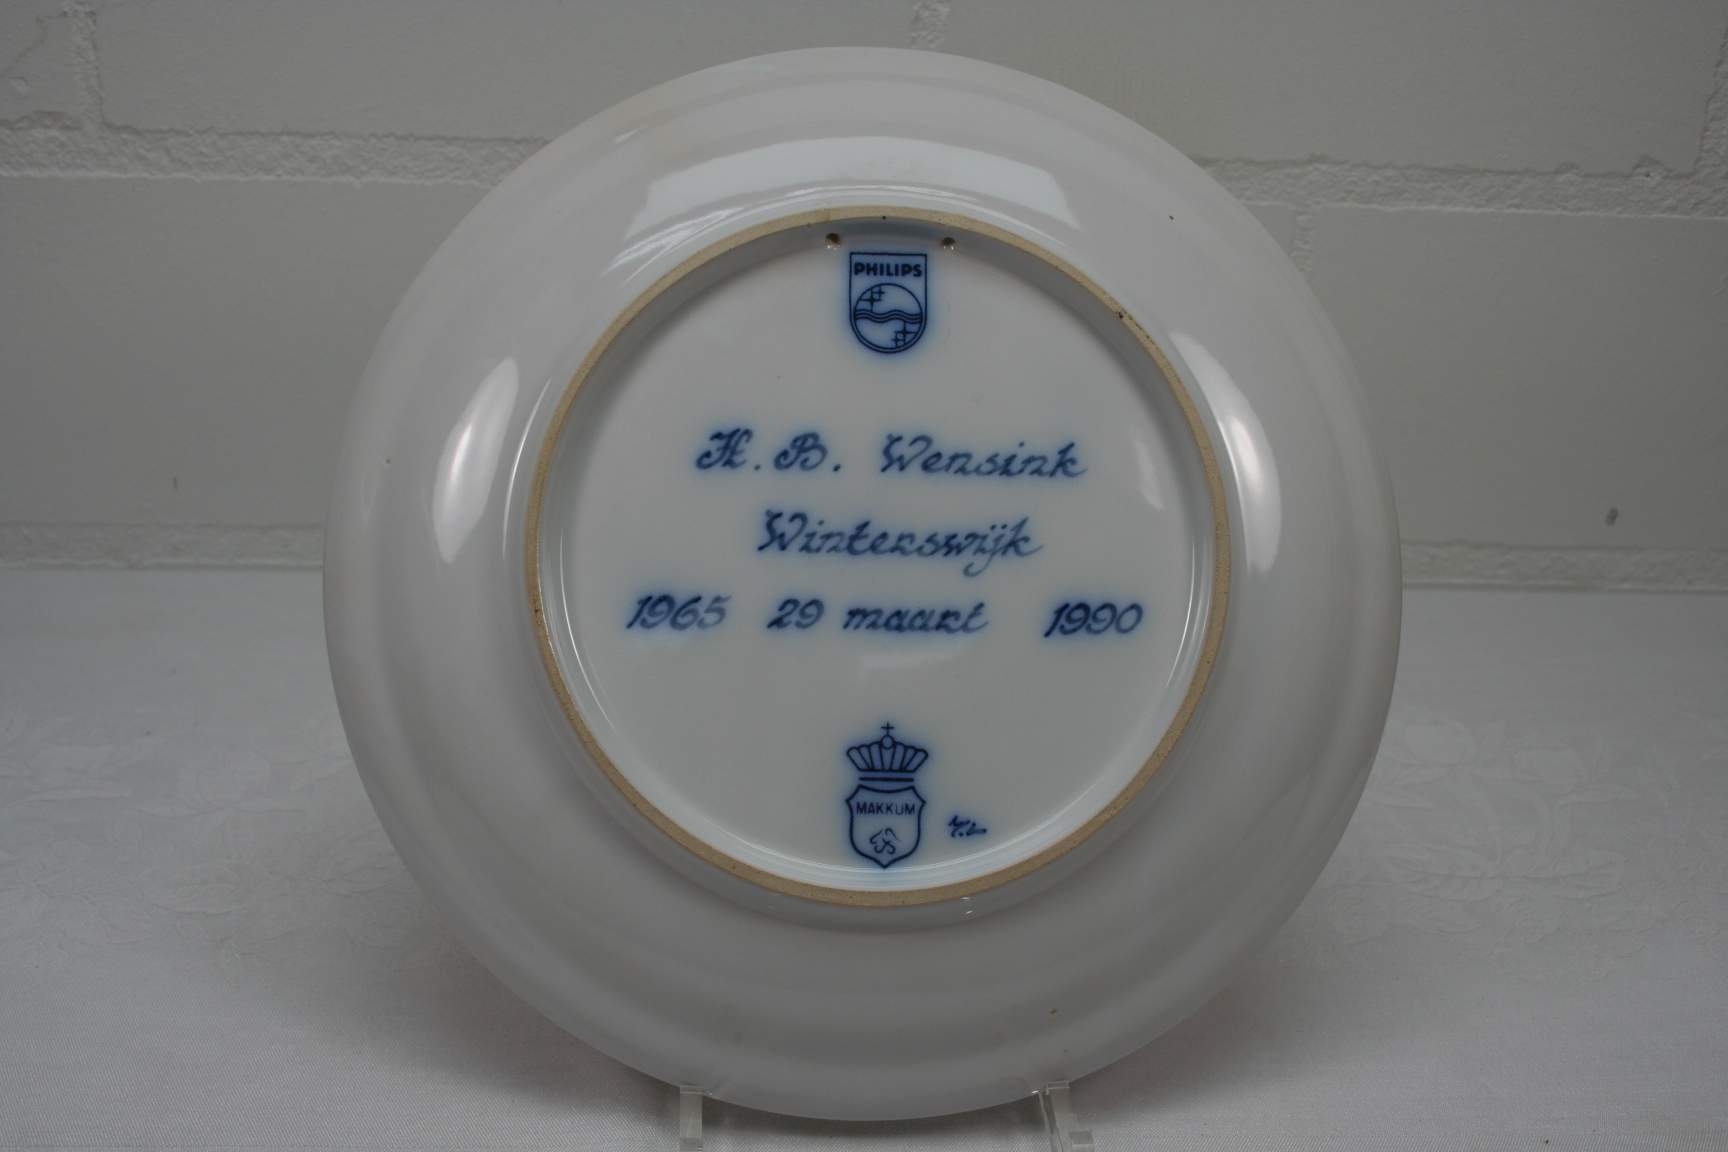 PHILIPS
H. B. Wensink
Winterswijk
1965 29 maart 1990
MAKKUM